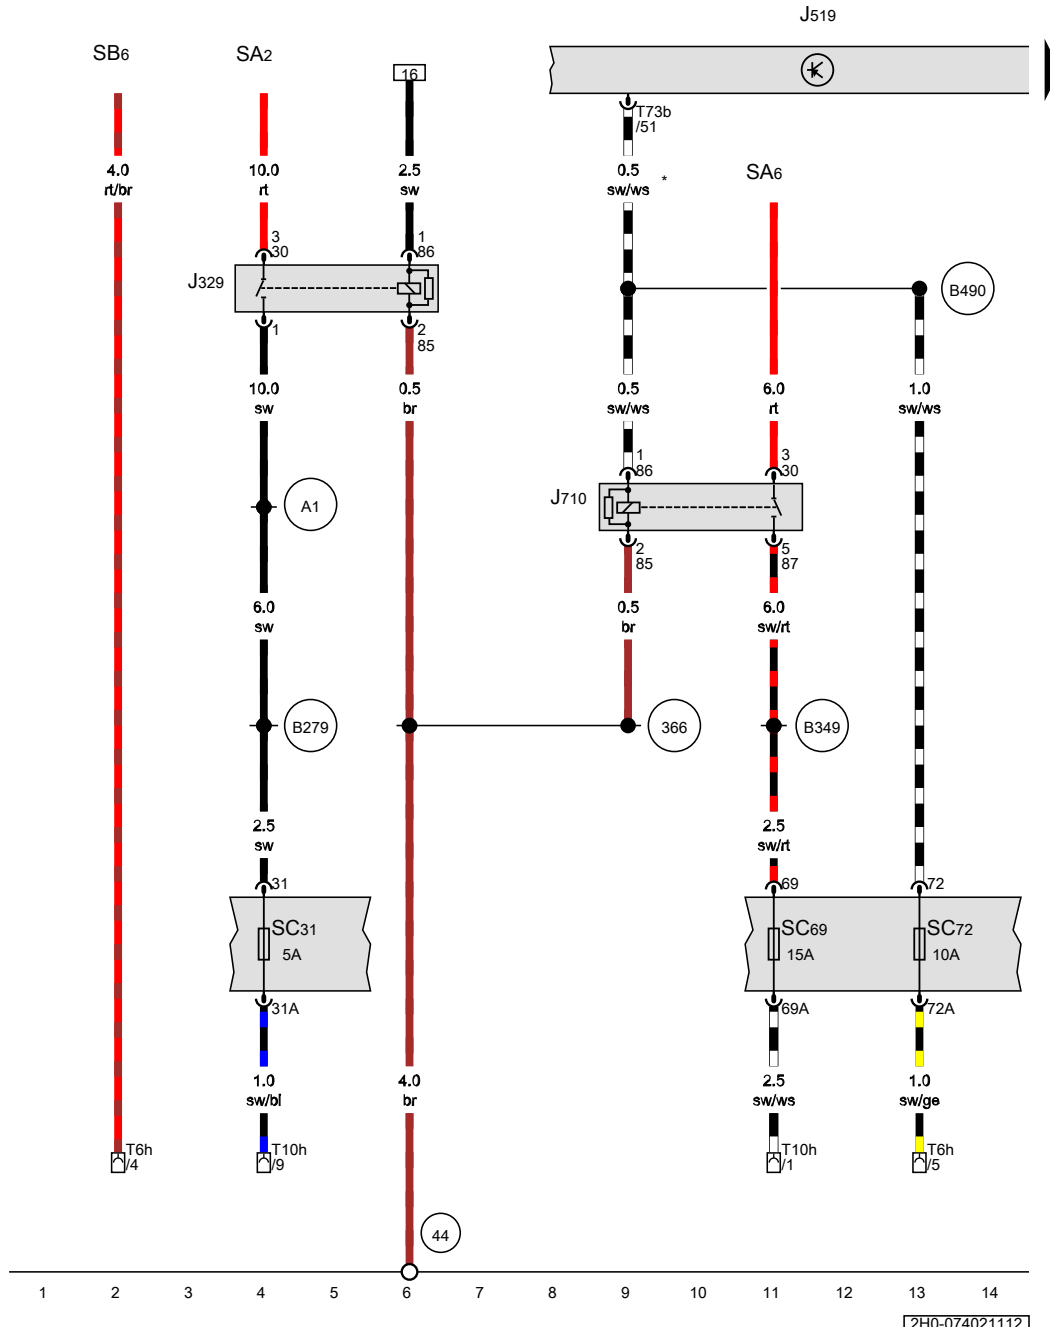 J519
SB6
SA2
16
T73b
/51
4.0
rt/br
10.0
rt
2.5
sw
0.5
sw/ws
*
SA6
3
30
1
86
J329
1
2
85
B490
10.0
sw
0.5
br
0.5
sw/ws
6.0
rt
1.0
sw/ws
1
86
3
30
J710
A1
2
85
5
87
6.0
sw
0.5
br
6.0
sw/rt
B279
366
B349
2.5
sw
2.5
sw/rt
31
69
72
SC31
5A
SC69
15A
SC72
10A
31A
69A
72A
1.0
sw/bl
4.0
br
2.5
sw/ws
1.0
sw/ge
T6h
/4
T10h
/9
T10h
/1
T6h
/5
44
1 2 3 4 5 6 7 8 9 10 11 12 13 14
2H0-074021112